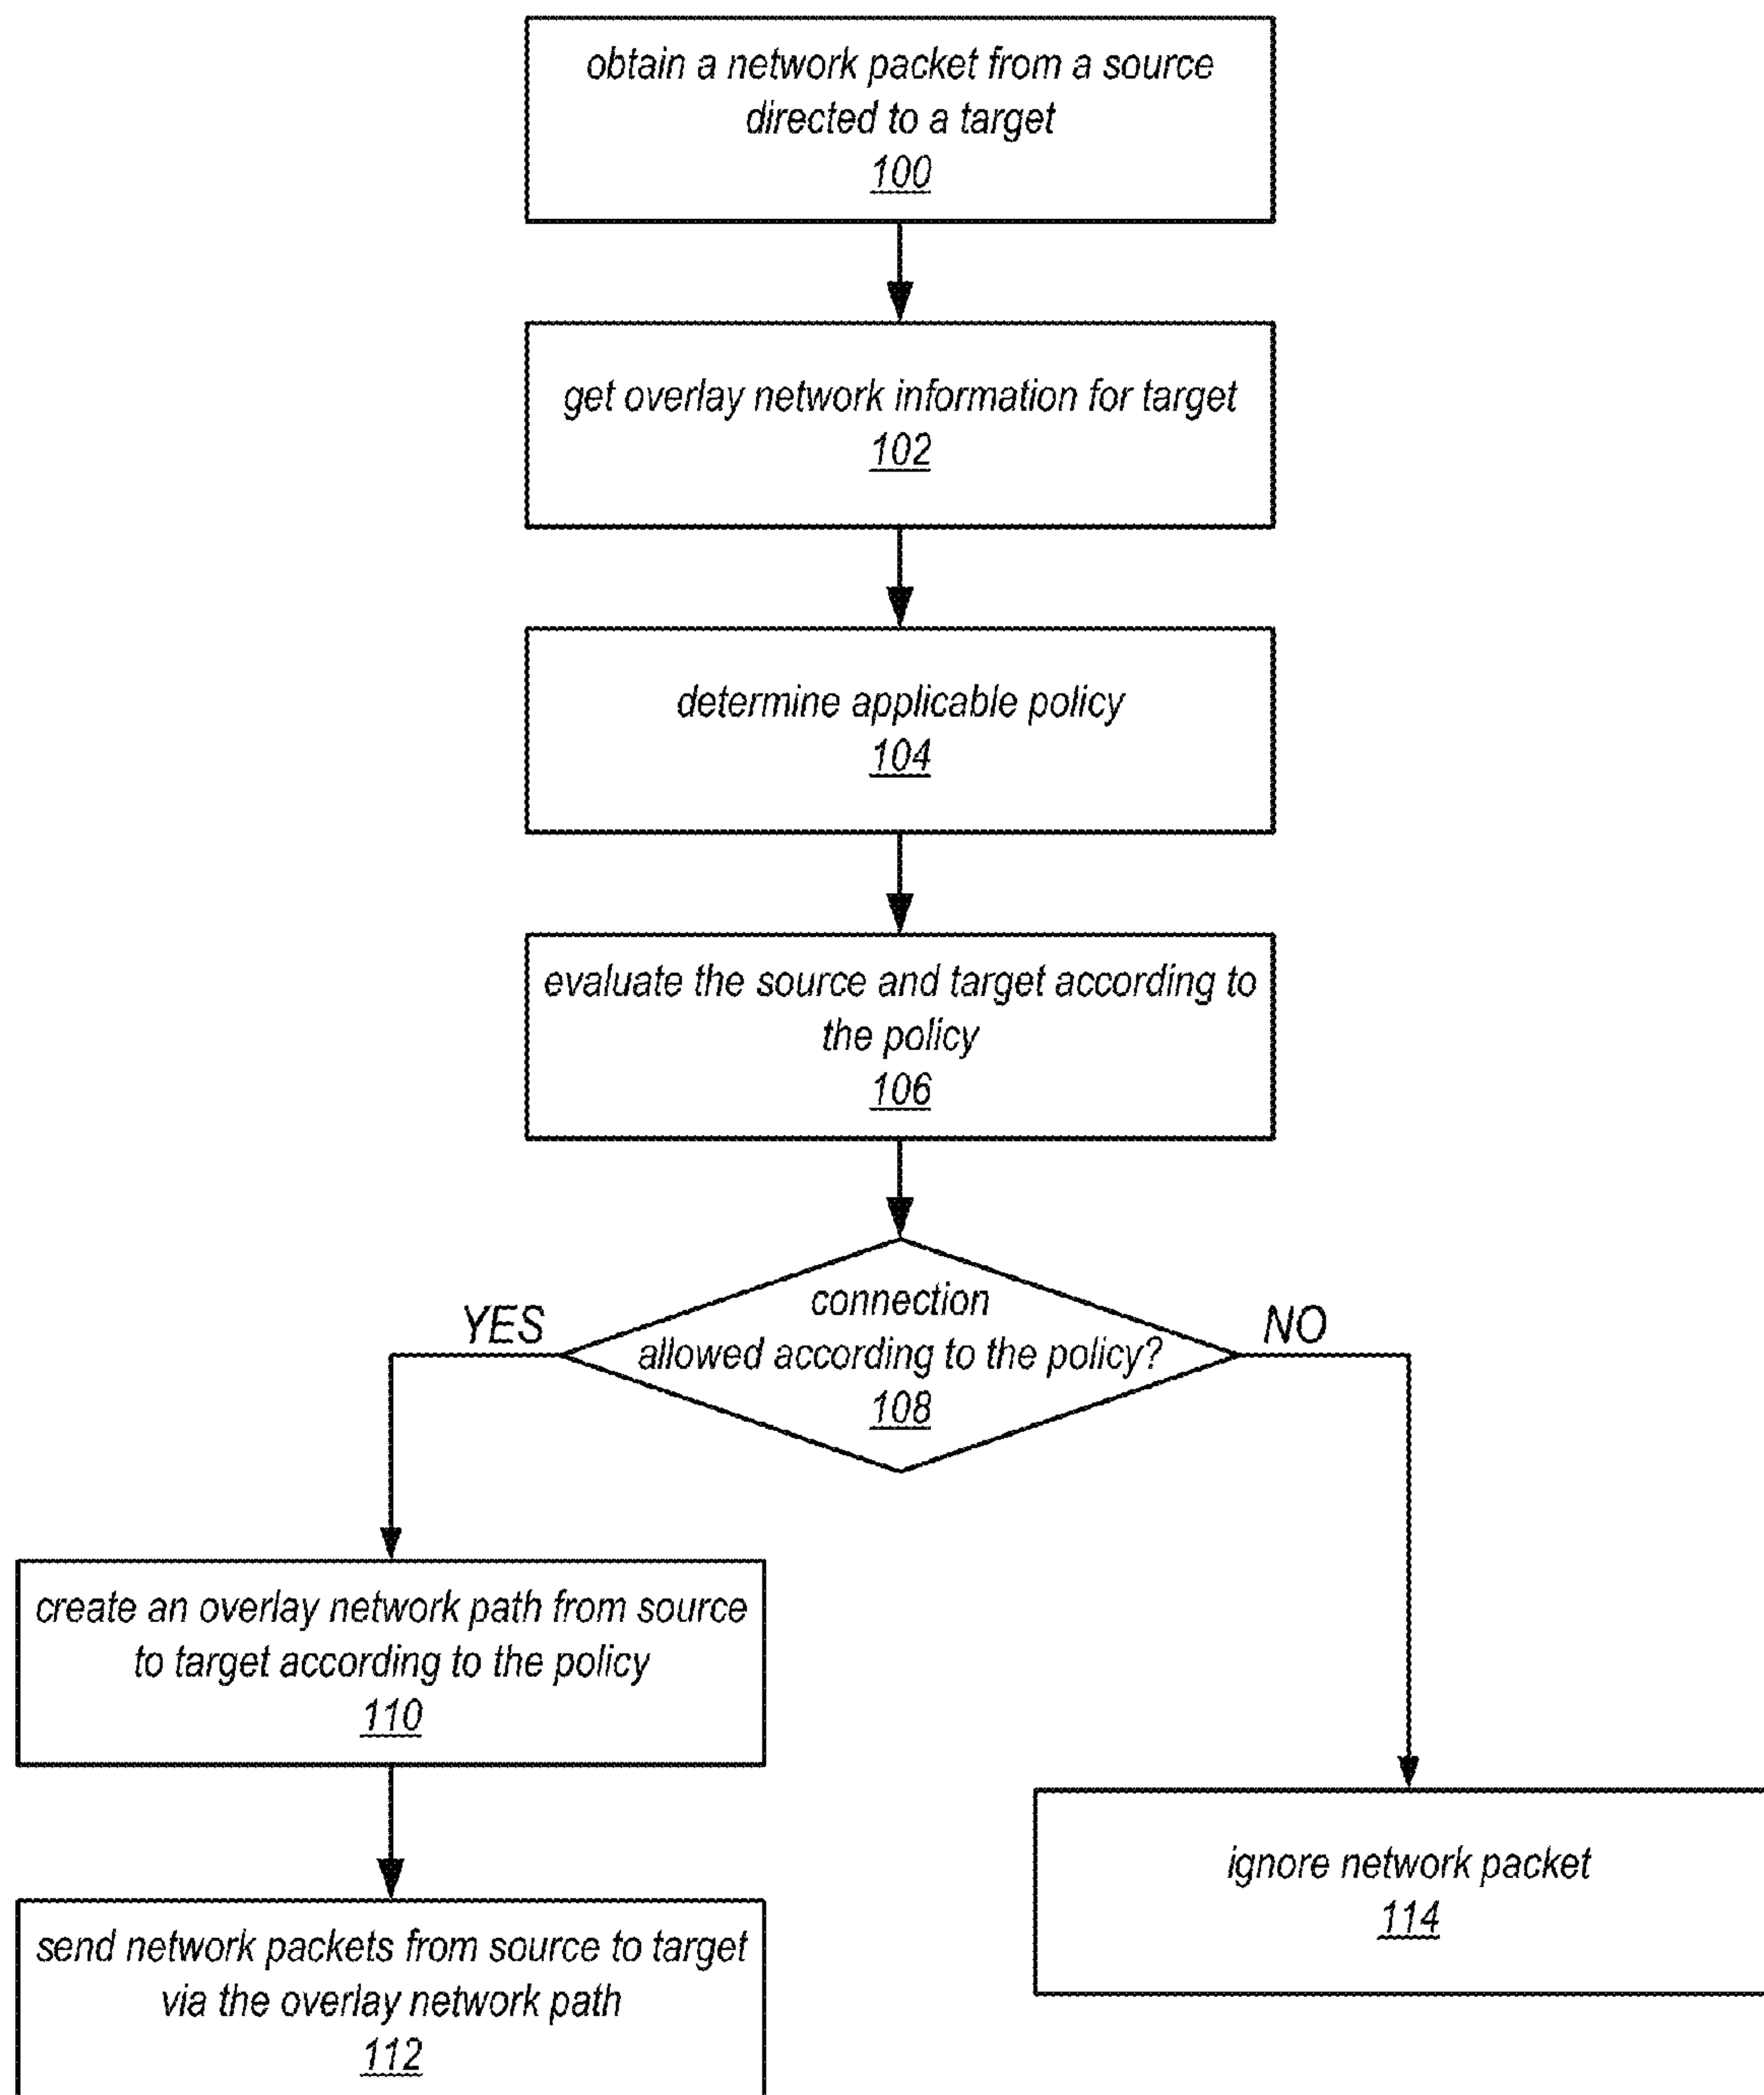 obtain a network packet from a source
directed to a target
100
get overlay network information for target
102
determine applicable policy
104
evaluate the source and target according to
the policy
106
connection
allowed according to the policy?
108
YES
NO
create an overlay network path from source
to target according to the policy
110
send network packets from source to target
via the overlay network path
112
ignore network packet
114